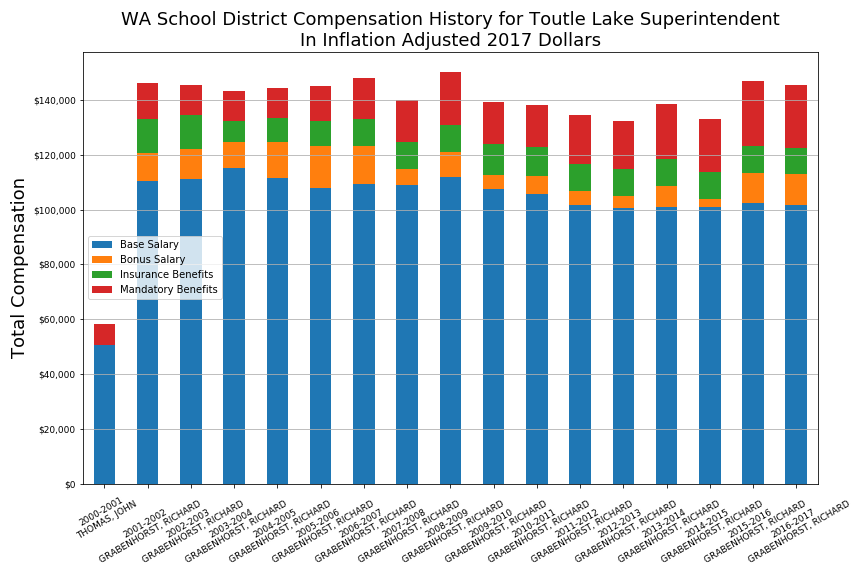 WA School District Compensation History for Toutle Lake Superintendent
In Inflation Adjusted 2017 Dollars
Total Compensation
$140,000
$120,000
$100,000
$80,000
$60,000
$40,000
$20,000
$0
Base Salary
Bonus Salary
Insurance Benefits
Mandatory Benefits
2000-2001
THOMAS, JOHN
2001-2002
GRABENHORST, RICHARD
2002-2003
GRABENHORST, RICHARD
2003-2004
GRABENHORST, RICHARD
2004-2005
GRABENHORST, RICHARD
2005-2006
GRABENHORST, RICHARD
2006-2007
GRABENHORST, RICHARD
2007-2008
GRABENHORST, RICHARD
2008-2009
GRABENHORST, RICHARD
2009-2010
GRABENHORST, RICHARD
2010-2011
GRABENHORST, RICHARD
2011-2012
GRABENHORST, RICHARD
2012-2013
GRABENHORST, RICHARD
2013-2014
GRABENHORST, RICHARD
2014-2015
GRABENHORST, RICHARD
2015-2016
GRABENHORST, RICHARD
2016-2017
GRABENHORST, RICHARD